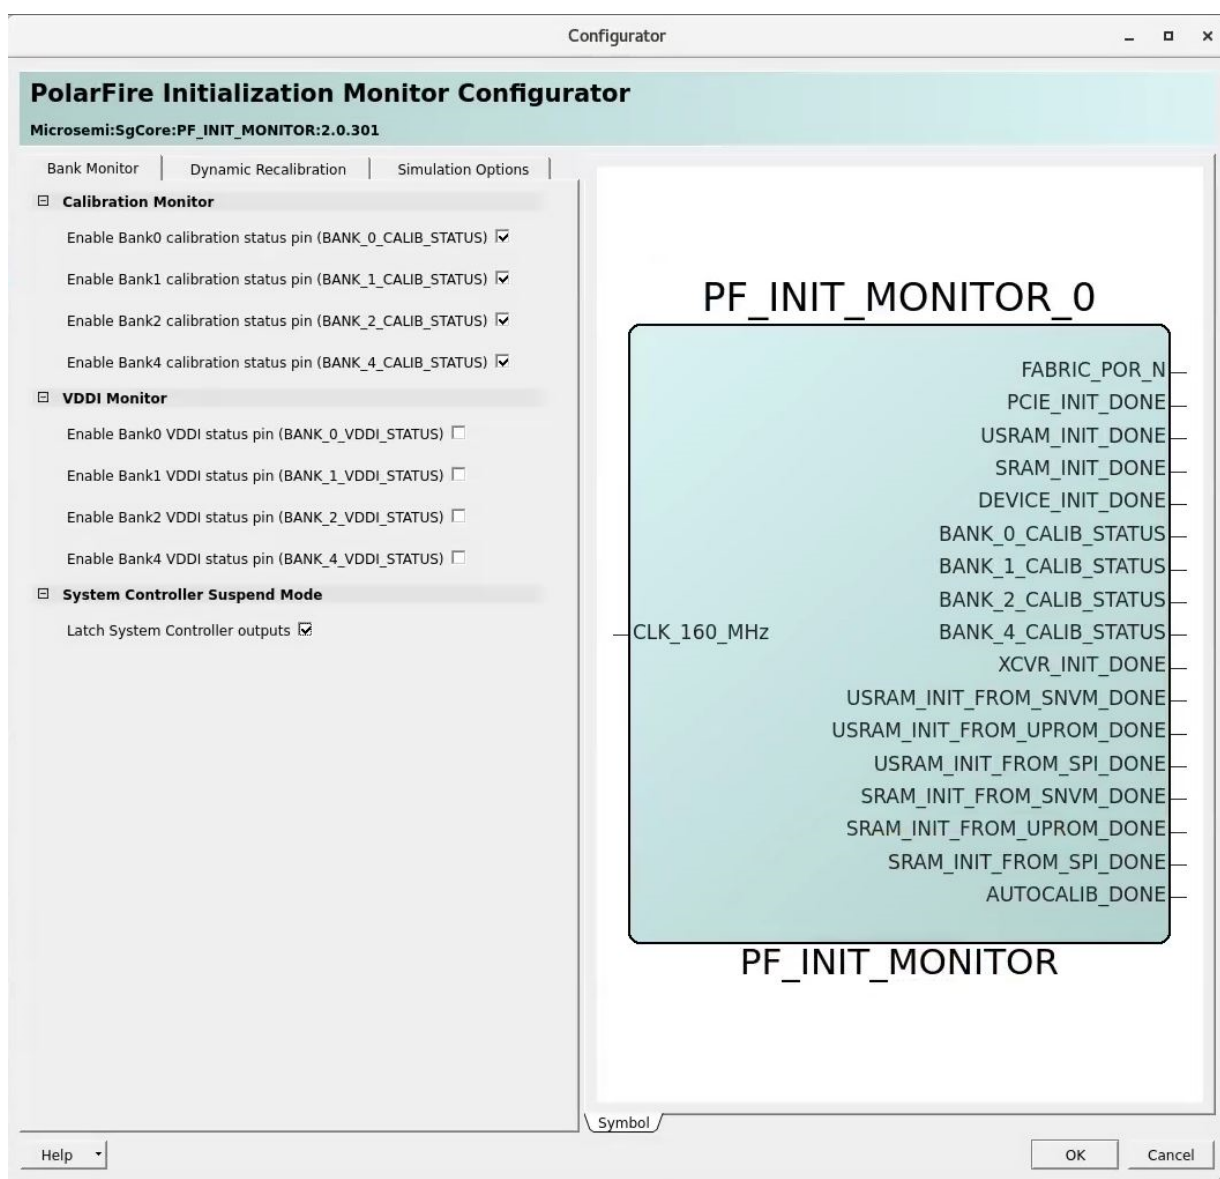 Configurator
PolarFire Initialization Monitor Configurator
Microsemi:SgCore:PF_INIT_MONITOR:2.0.301
Bank Monitor
Dynamic Recalibration
Simulation Options
Calibration Monitor
Enable Bank0 calibration status pin (BANK_0_CALIB_STATUS)
Enable Bank1 calibration status pin (BANK_1_CALIB_STATUS)
Enable Bank2 calibration status pin (BANK_2_CALIB_STATUS)
Enable Bank4 calibration status pin (BANK_4_CALIB_STATUS)
VDDI Monitor
Enable Bank0 VDDI status pin (BANK_0_VDDI_STATUS)
Enable Bank1 VDDI status pin (BANK_1_VDDI_STATUS)
Enable Bank2 VDDI status pin (BANK_2_VDDI_STATUS)
Enable Bank4 VDDI status pin (BANK_4_VDDI_STATUS)
System Controller Suspend Mode
Latch System Controller outputs
PF_INIT_MONITOR_0
FABRIC_POR_N
PCIE_INIT_DONE
USRAM_INIT_DONE
SRAM_INIT_DONE
DEVICE_INIT_DONE
BANK_0_CALIB_STATUS
BANK_1_CALIB_STATUS
BANK_2_CALIB_STATUS
CLK_160_MHz
BANK_4_CALIB_STATUS
XCVR_INIT_DONE
USRAM_INIT_FROM_SNVM_DONE
USRAM_INIT_FROM_UPROM_DONE
USRAM_INIT_FROM_SPI_DONE
SRAM_INIT_FROM_SNVM_DONE
SRAM_INIT_FROM_UPROM_DONE
SRAM_INIT_FROM_SPI_DONE
AUTOCALIB_DONE
PF_INIT_MONITOR
Symbol
Help
OK
Cancel